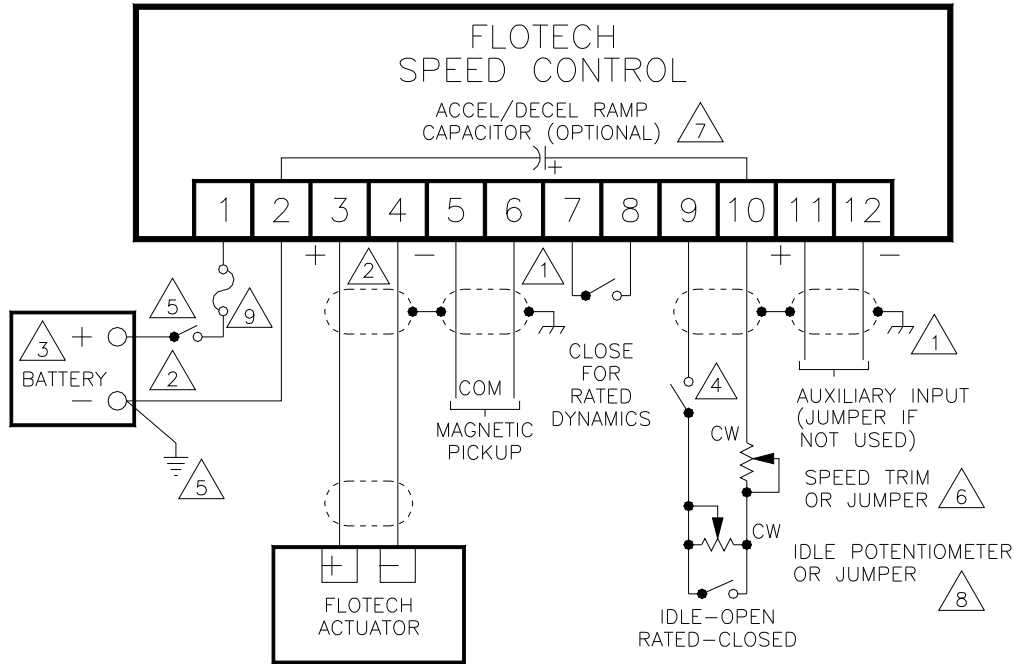 FLOTECH
SPEED CONTROL
ACCEL/DECEL RAMP
CAPACITOR (OPTIONAL)
7
+
1 2 3 4 5 6 7 8 9 10 11 12
+ 2 − 1 + −
5
9
3 +
BATTERY
2
−
5
COM
MAGNETIC
PICKUP
CLOSE
FOR
RATED
DYNAMICS
4
1
AUXILIARY INPUT
(JUMPER IF
NOT USED)
CW
SPEED TRIM
OR JUMPER 6
CW
IDLE POTENTIOMETER
OR JUMPER
8
IDLE−OPEN
RATED−CLOSED
+ −
FLOTECH
ACTUATOR